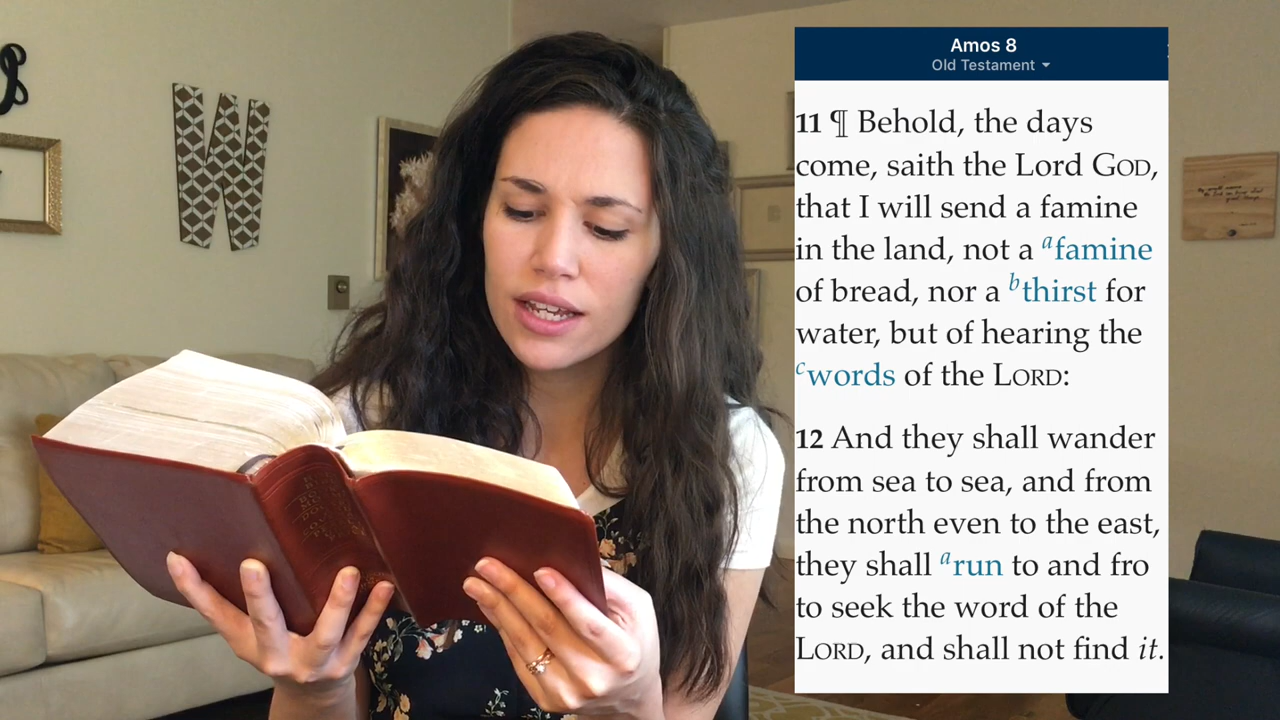 W
Amos 8
Old Testament
11 ¶ Behold, the days
come, saith the Lord GOD,
that I will send a famine
in the land, not a ᵃfamine
of bread, nor a ᵇthirst for
water, but of hearing the
ᶜwords of the LORD:
12 And they shall wander
from sea to sea, and from
the north even to the east,
they shall ᵃrun to and fro
to seek the word of the
LORD, and shall not find it.